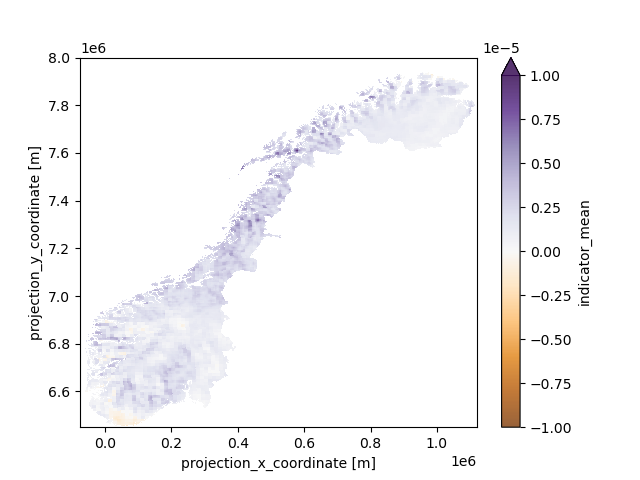 1e6
8.0
7.8
7.6
7.4
7.2
7.0
6.8
6.6
projection_y_coordinate [m]
0.0 0.2 0.4 0.6 0.8 1.0
1e6
projection_x_coordinate [m]
1e−5
1.00
0.75
0.50
0.25
0.00
−0.25
−0.50
−0.75
−1.00
indicator_mean